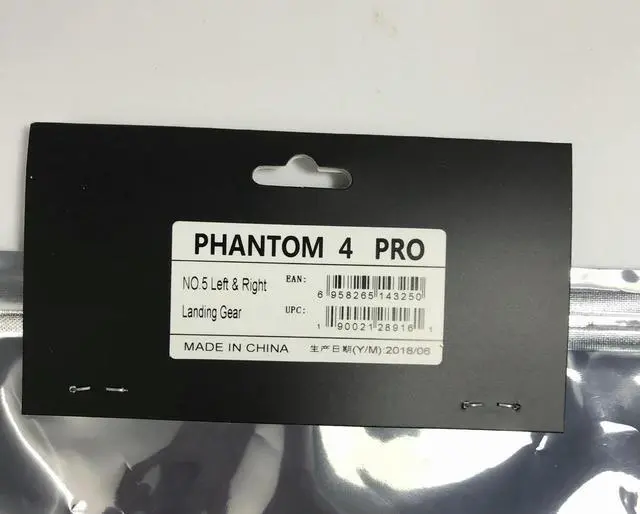 PHANTOM 4 PRO
NO.5 Left & Right
Landing Gear
EAN:
6 958265 143250
UPC:
1 90021 28916 1
MADE IN CHINA 生产日期(Y/M):2018/06